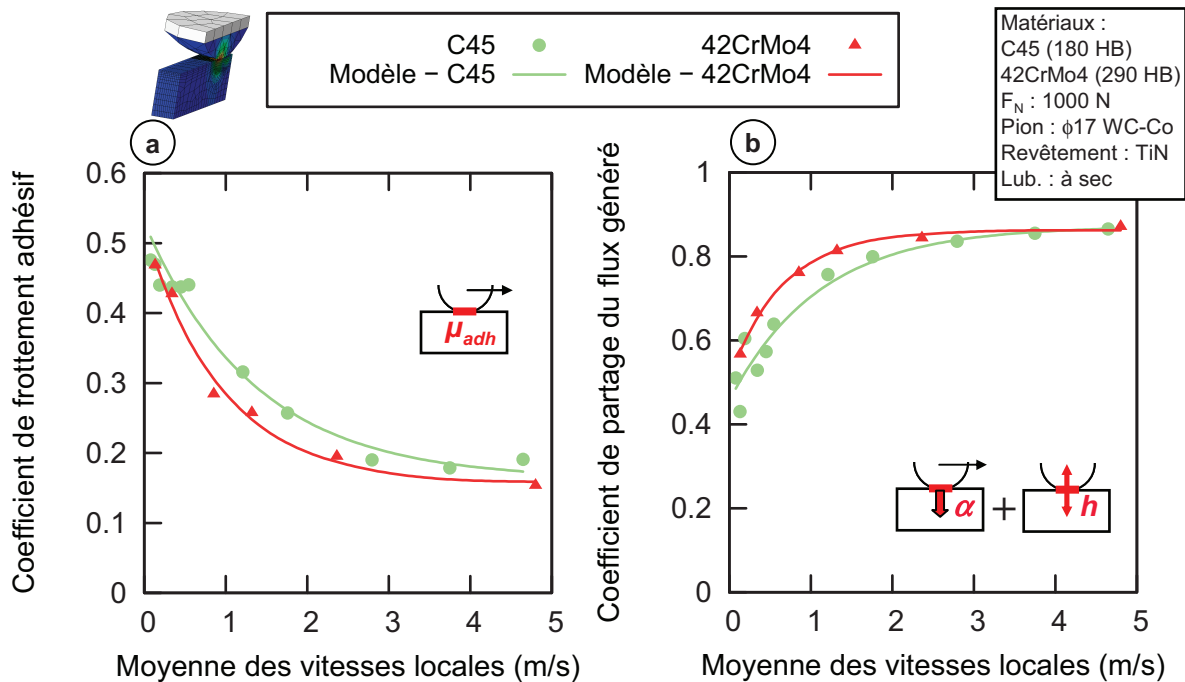 C45
42CrMo4
Modèle − C45
Modèle − 42CrMo4
Matériaux :
C45 (180 HB)
42CrMo4 (290 HB)
F_N : 1000 N
Pion : ϕ17 WC-Co
Revêtement : TiN
Lub. : à sec
a
Coefficient de frottement adhésif
0.6
0.5
0.4
0.3
0.2
0.1
0
μ_adh
0 1 2 3 4 5
Moyenne des vitesses locales (m/s)
b
Coefficient de partage du flux généré
1
0.8
0.6
0.4
0.2
0
α + h
0 1 2 3 4 5
Moyenne des vitesses locales (m/s)